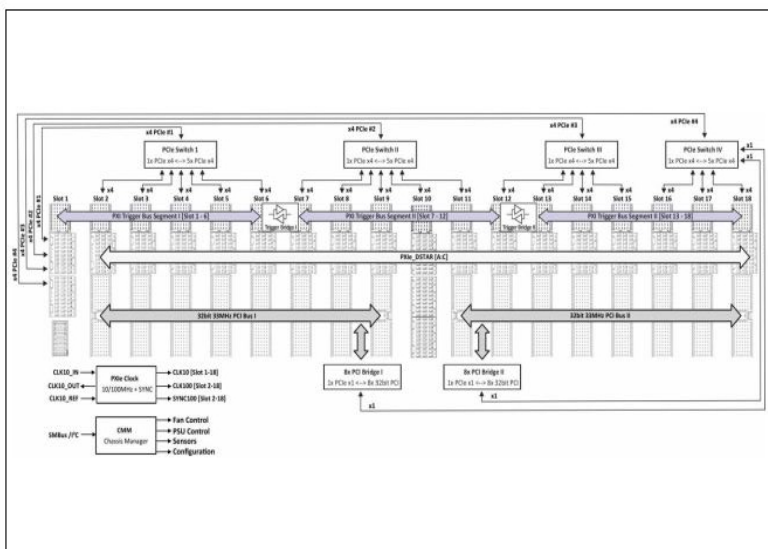 x4 PCIe #1
x4 PCIe #2
x4 PCIe #3
x4 PCIe #4
PCIe Switch 1
1x PCIe x4 <--> 5x PCIe x4
PCIe Switch II
1x PCIe x4 <--> 5x PCIe x4
PCIe Switch III
1x PCIe x4 <--> 5x PCIe x4
PCIe Switch IV
1x PCIe x4 <--> 5x PCIe x4
x1
x1
x4 x4 x4 x4 x4 x4 x4 x4 x4 x4 x4 x4 x4 x4 x4 x4
Slot 1 Slot 2 Slot 3 Slot 4 Slot 5 Slot 6 Slot 7 Slot 8 Slot 9 Slot 10 Slot 11 Slot 12 Slot 13 Slot 14 Slot 15 Slot 16 Slot 17 Slot 18
x4 PCIe #4
x4 PCIe #3
x4 PCIe #2
x4 PCIe #1
PXI Trigger Bus Segment I [Slot 1 - 6]
Trigger Bridge I
PXI Trigger Bus Segment II [Slot 7 - 12]
Trigger Bridge II
PXI Trigger Bus Segment II [Slot 13 - 18]
PXIe_DSTAR [A:C]
32bit 33MHz PCI Bus I
32bit 33MHz PCI Bus II
8x PCI Bridge I
1x PCIe x1 <--> 8x 32bit PCI
8x PCI Bridge II
1x PCIe x1 <--> 8x 32bit PCI
x1
x1
CLK10_IN
CLK10_OUT
CLK10_REF
PXIe Clock
10/100MHz + SYNC
CLK10 [Slot 1-18]
CLK100 [Slot 2-18]
SYNC100 [Slot 2-18]
SMBus /I²C
CMM
Chassis Manager
Fan Control
PSU Control
Sensors
Configuration